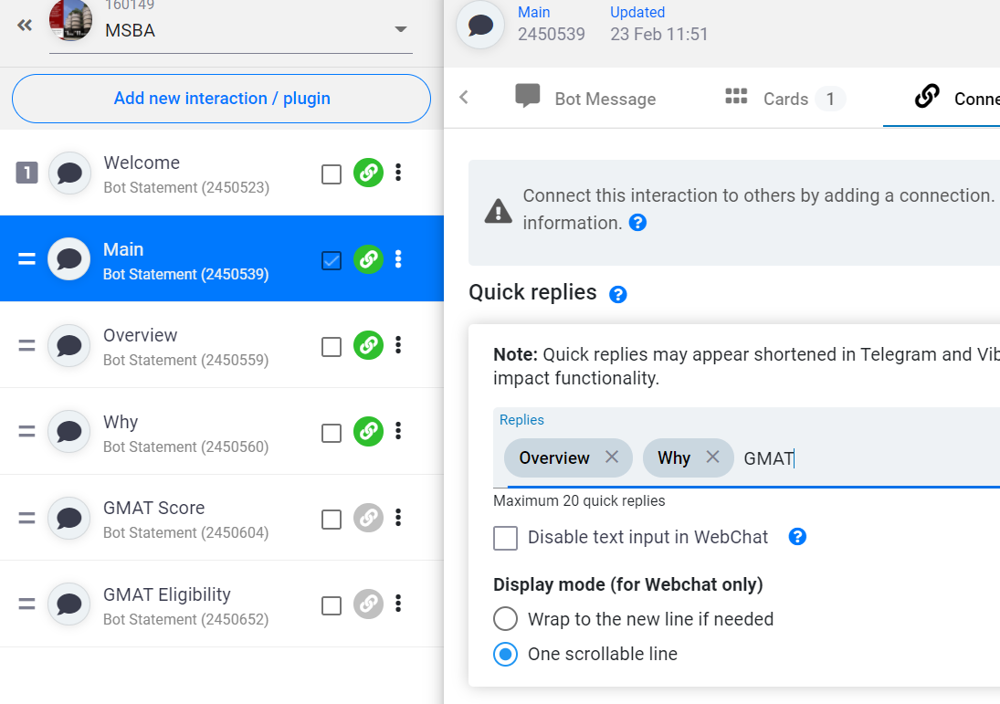 160149
MSBA
Add new interaction / plugin
1
Welcome
Bot Statement (2450523)
Main
Bot Statement (2450539)
Overview
Bot Statement (2450559)
Why
Bot Statement (2450560)
GMAT Score
Bot Statement (2450604)
GMAT Eligibility
Bot Statement (2450652)
Main Updated
2450539 23 Feb 11:51
Bot Message Cards 1 Conne
Connect this interaction to others by adding a connection.
information. ?
Quick replies ?
Note: Quick replies may appear shortened in Telegram and Vib
impact functionality.
Replies
Overview Why GMAT
Maximum 20 quick replies
Disable text input in WebChat ?
Display mode (for Webchat only)
Wrap to the new line if needed
One scrollable line